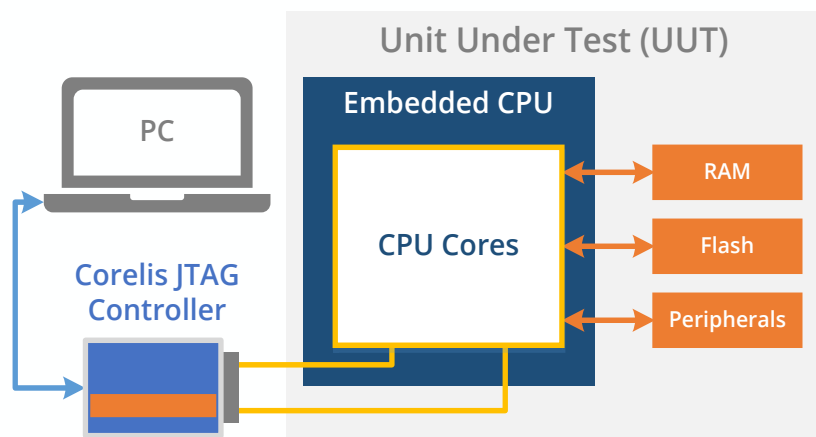 Unit Under Test (UUT)
PC
Embedded CPU
CPU Cores
RAM
Flash
Peripherals
Corelis JTAG
Controller